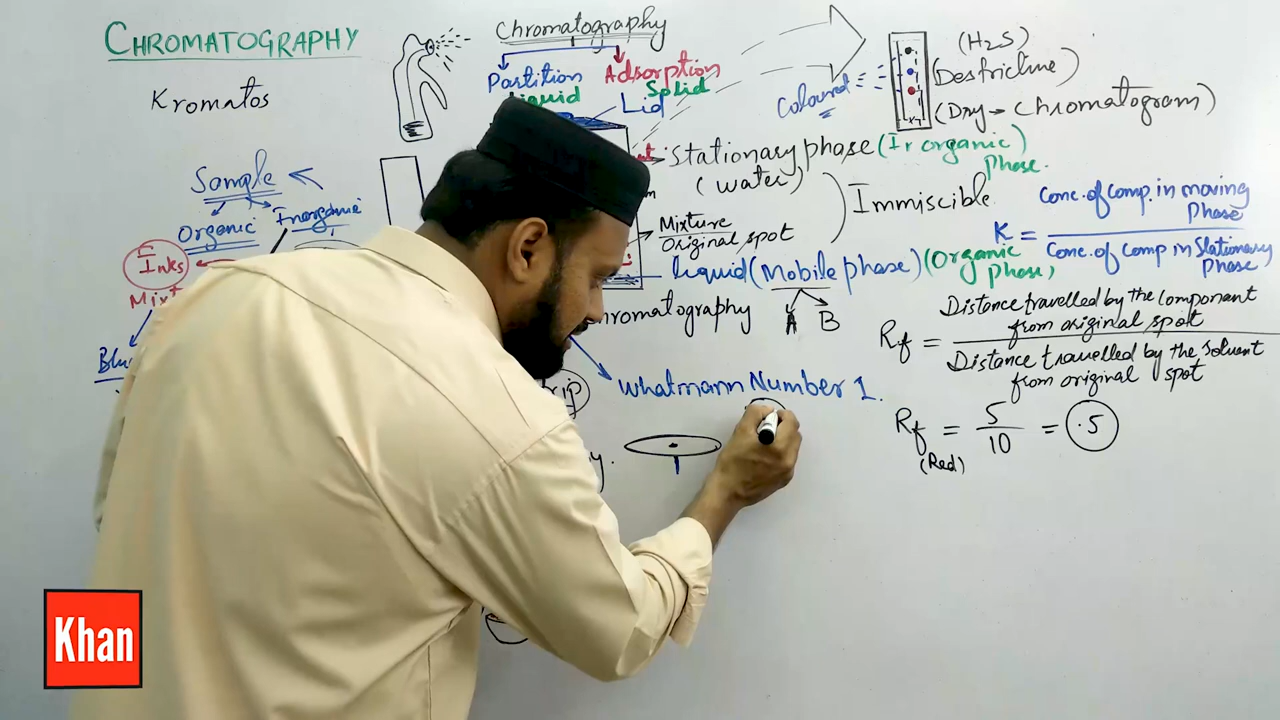 CHROMATOGRAPHY
Kromatos
Sample
Organic
Inorganic
Inks
Chromatography
Partition
Adsorption
Liquid
Solid
Lid
Coloured
(H2S)
(Destrictine)
(Dry → Chromatogram)
Stationary phase (Inorganic
Phase.
(water)
Immiscible
Mixture
Original spot
liquid (Mobile phase) (Organic
phase,
A B
K = Conc. of comp. in moving
Phase
Conc. of comp in Stationary
Phase,
Rf = Distance travelled by the component
from original spot
Distance travelled by the solvent
from original spot
Rf = 5
10
= .5
(Red)
whatmann Number 1.
Khan